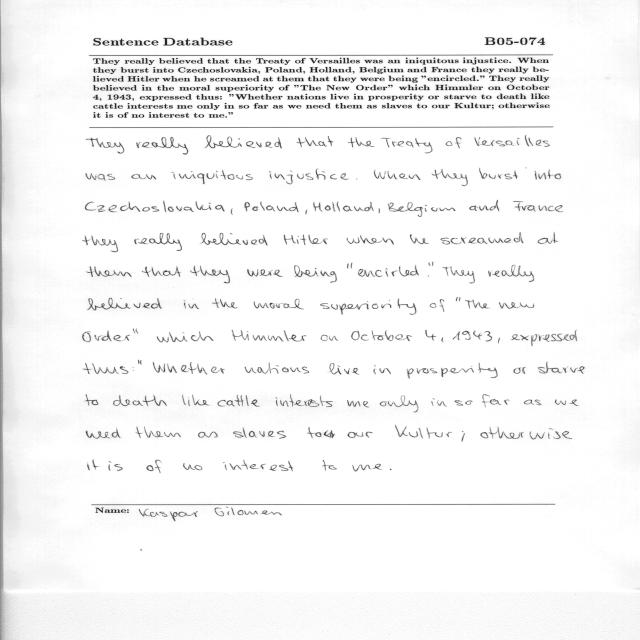 Sentence Database B05-074
They really believed that the Treaty of Versailles was an iniquitous injustice. When
they burst into Czechoslovakia, Poland, Holland, Belgium and France they really be-
lieved Hitler when he screamed at them that they were being "encircled." They really
believed in the moral superiority of "The New Order" which Himmler on October
4, 1943, expressed thus: "Whether nations live in prosperity or starve to death like
cattle interests me only in so far as we need them as slaves to our Kultur; otherwise
it is of no interest to me."
They really believed that the Treaty of Versailles
was an iniquitous injustice. When they burst into
Czechoslovakia, Poland, Holland, Belgium and France
they really believed Hitler when he screamed at
them that they were being "encirled." They really
believed in the moral superiority of "The new
Order" which Himmler on October 4, 1943, expressed
thus: "Whether nations live in prosperity or starve
to death like cattle interests me only in so far as we
need them as slaves to our Kultur; otherwise
it is of no interest to me.
Name: Kaspar Gilomen